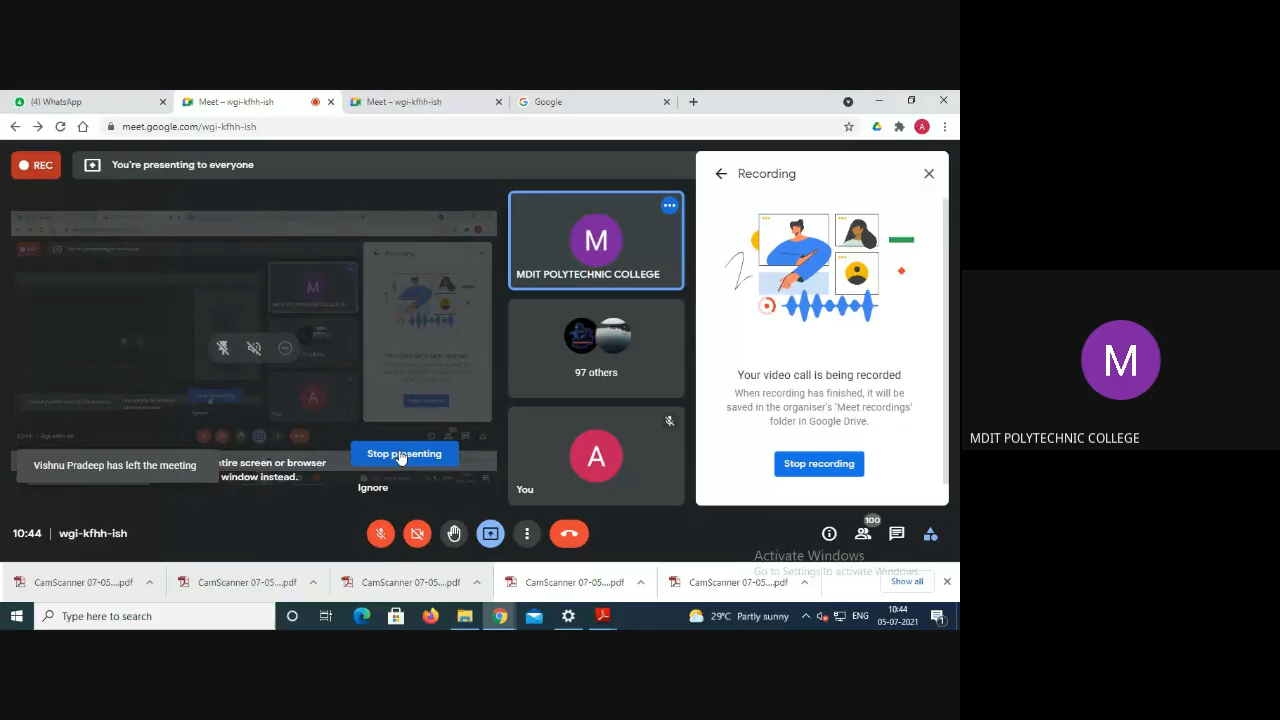 (4) WhatsApp
Meet – wgi-kfhh-ish
Meet – wgi-kfhh-ish
Google
meet.google.com/wgi-kfhh-ish
A
REC
You're presenting to everyone
Recording
M
MDIT POLYTECHNIC COLLEGE
97 others
A
You
Your video call is being recorded
When recording has finished, it will be
saved in the organiser's 'Meet recordings'
folder in Google Drive.
Stop recording
Recording
M
A
Vishnu Pradeep has left the meeting
ntire screen or browser
window instead.
Stop presenting
Ignore
10:44 | wgi-kfhh-ish
100
Activate Windows
Go to Settings to activate Windows.
CamScanner 07-05....pdf
CamScanner 07-05....pdf
CamScanner 07-05....pdf
CamScanner 07-05....pdf
CamScanner 07-05....pdf
Show all
Type here to search
29°C Partly sunny
ENG
10:44
05-07-2021
1
M
MDIT POLYTECHNIC COLLEGE